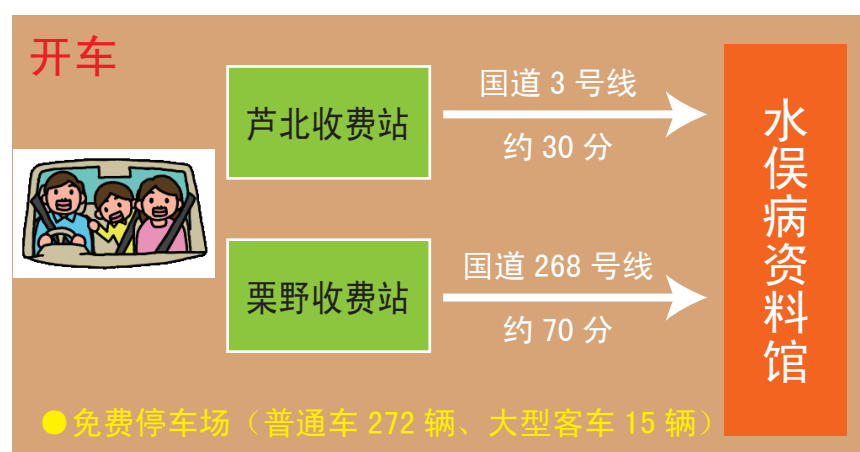 开车
芦北收费站
国道 3 号线
约 30 分
栗野收费站
国道 268 号线
约 70 分
水俣病资料馆
●免费停车场（普通车 272 辆、大型客车 15 辆）